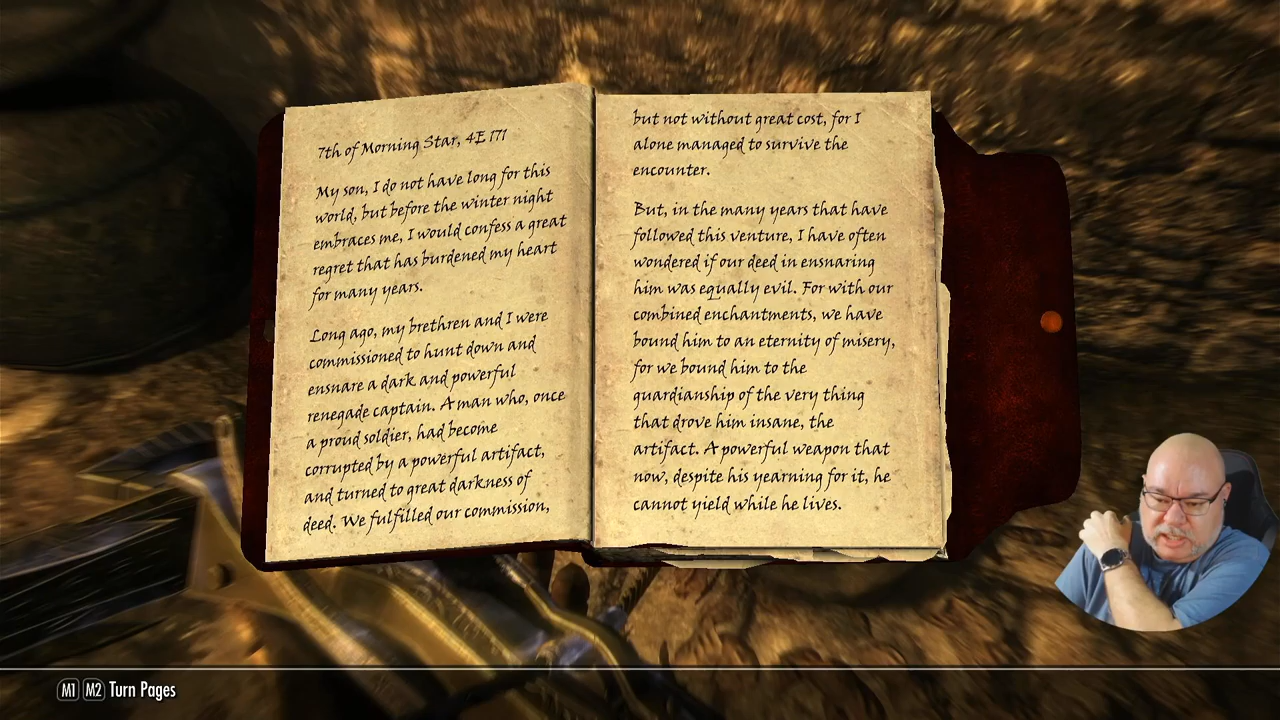 7th of Morning Star, 4E 171
My son, I do not have long for this
world, but before the winter night
embraces me, I would confess a great
regret that has burdened my heart
for many years.
Long ago, my brethren and I were
commissioned to hunt down and
ensnare a dark and powerful
renegade captain. A man who, once
a proud soldier, had become
corrupted by a powerful artifact,
and turned to great darkness of
deed. We fulfilled our commission,
but not without great cost, for I
alone managed to survive the
encounter.
But, in the many years that have
followed this venture, I have often
wondered if our deed in ensnaring
him was equally evil. For with our
combined enchantments, we have
bound him to an eternity of misery,
for we bound him to the
guardianship of the very thing
that drove him insane, the
artifact. A powerful weapon that
now, despite his yearning for it, he
cannot yield while he lives.
M1 M2 Turn Pages